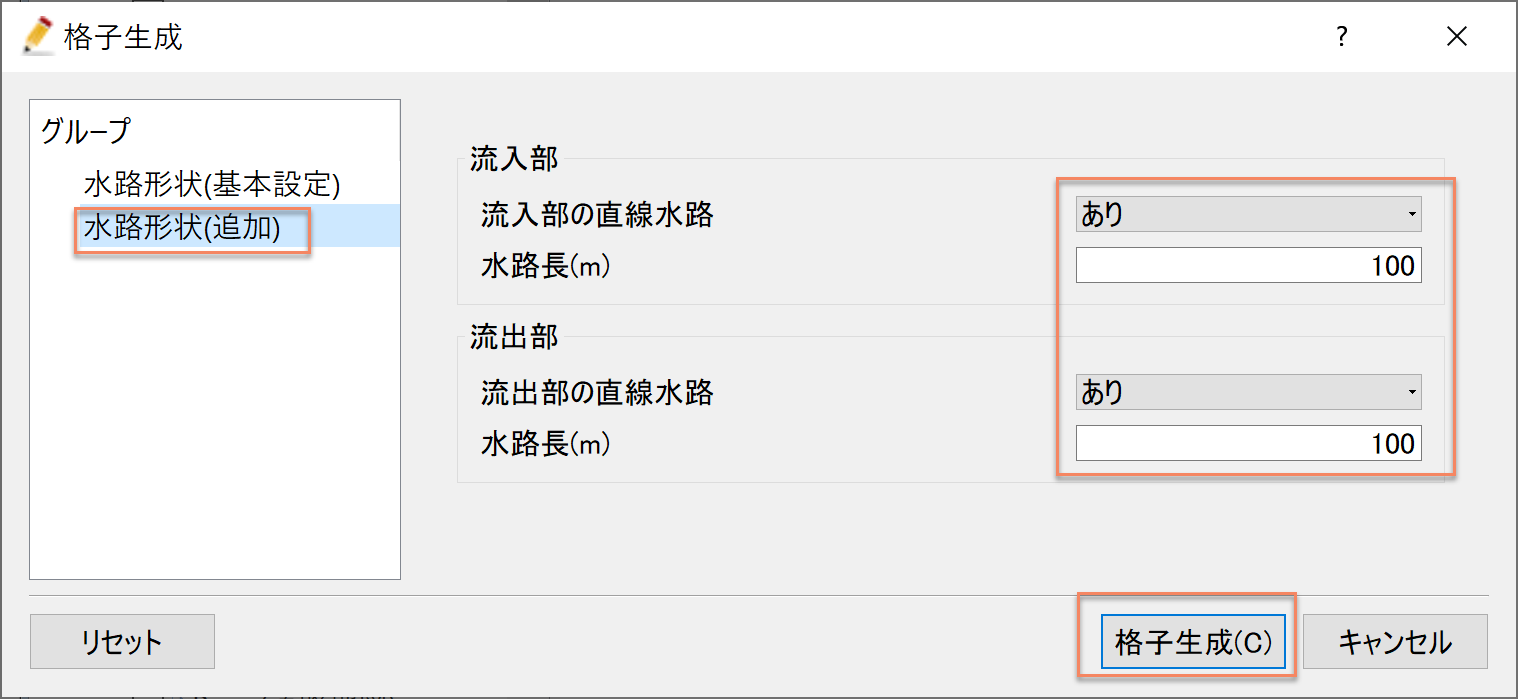 格子生成
?
グループ
水路形状(基本設定)
水路形状(追加)
流入部
流入部の直線水路 あり
水路長(m) 100
流出部
流出部の直線水路 あり
水路長(m) 100
リセット 格子生成(C) キャンセル